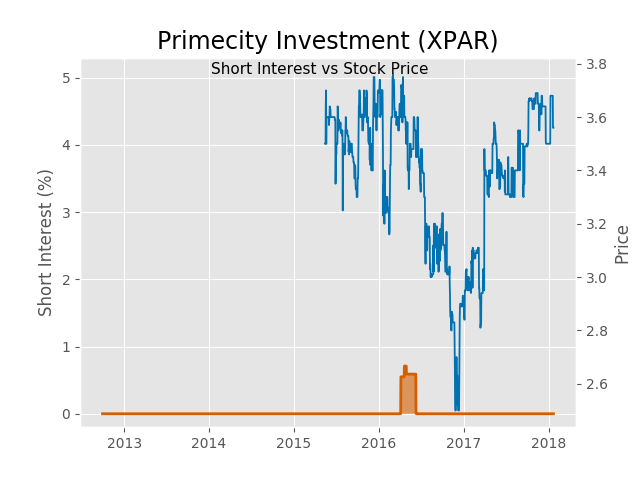 Primecity Investment (XPAR)
Short Interest vs Stock Price
Short Interest (%)
5
4
3
2
1
0
3.8
3.6
3.4
3.2
3.0
2.8
2.6
Price
2013 2014 2015 2016 2017 2018